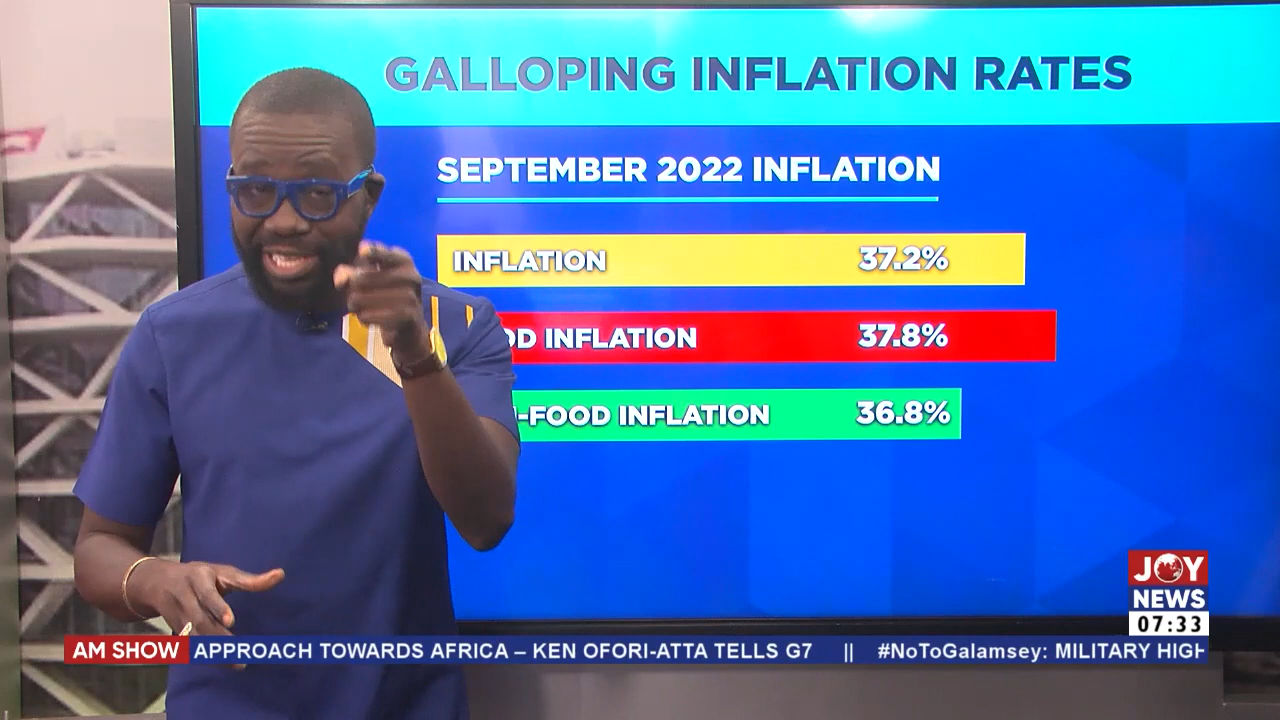 GALLOPING INFLATION RATES
SEPTEMBER 2022 INFLATION
INFLATION 37.2%
OD INFLATION 37.8%
-FOOD INFLATION 36.8%
JOY
NEWS
07:33
AM SHOW APPROACH TOWARDS AFRICA – KEN OFORI-ATTA TELLS G7 || #NoToGalamsey: MILITARY HIGH